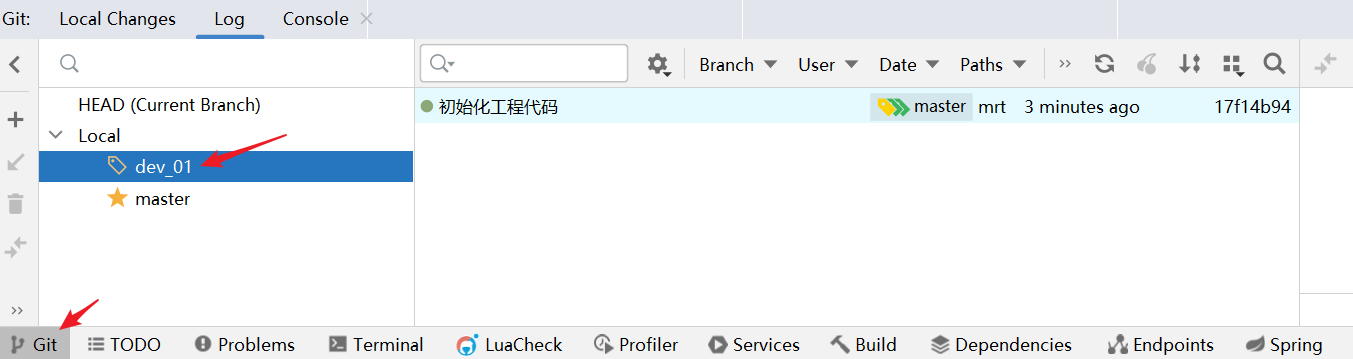 Git: Local Changes Log Console
Branch User Date Paths
HEAD (Current Branch)
初始化工程代码 master mrt 3 minutes ago 17f14b94
Local
dev_01
master
Git TODO Problems Terminal LuaCheck Profiler Services Build Dependencies Endpoints Spring